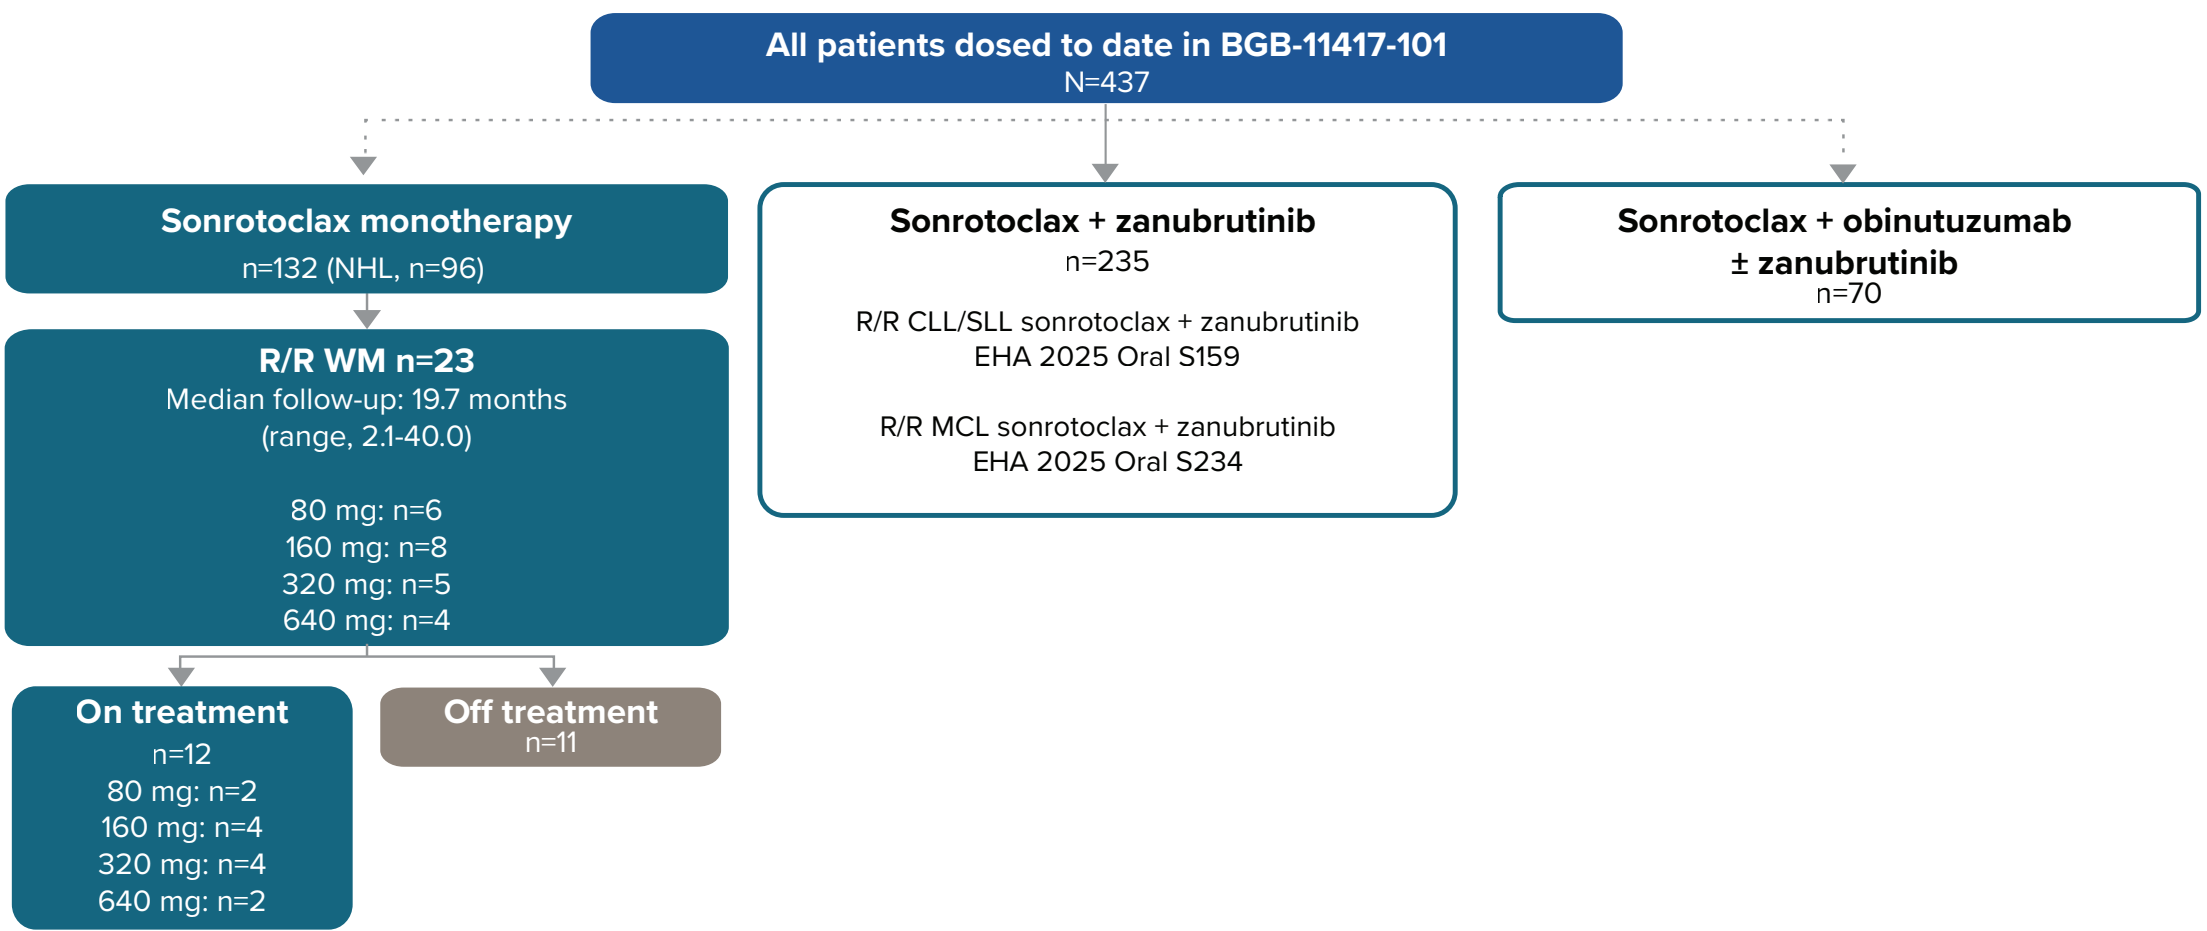 All patients dosed to date in BGB-11417-101
N=437
Sonrotoclax monotherapy
n=132 (NHL, n=96)
R/R WM n=23
Median follow-up: 19.7 months
(range, 2.1-40.0)
80 mg: n=6
160 mg: n=8
320 mg: n=5
640 mg: n=4
On treatment
n=12
80 mg: n=2
160 mg: n=4
320 mg: n=4
640 mg: n=2
Off treatment
n=11
Sonrotoclax + zanubrutinib
n=235
R/R CLL/SLL sonrotoclax + zanubrutinib
EHA 2025 Oral S159
R/R MCL sonrotoclax + zanubrutinib
EHA 2025 Oral S234
Sonrotoclax + obinutuzumab
± zanubrutinib
n=70